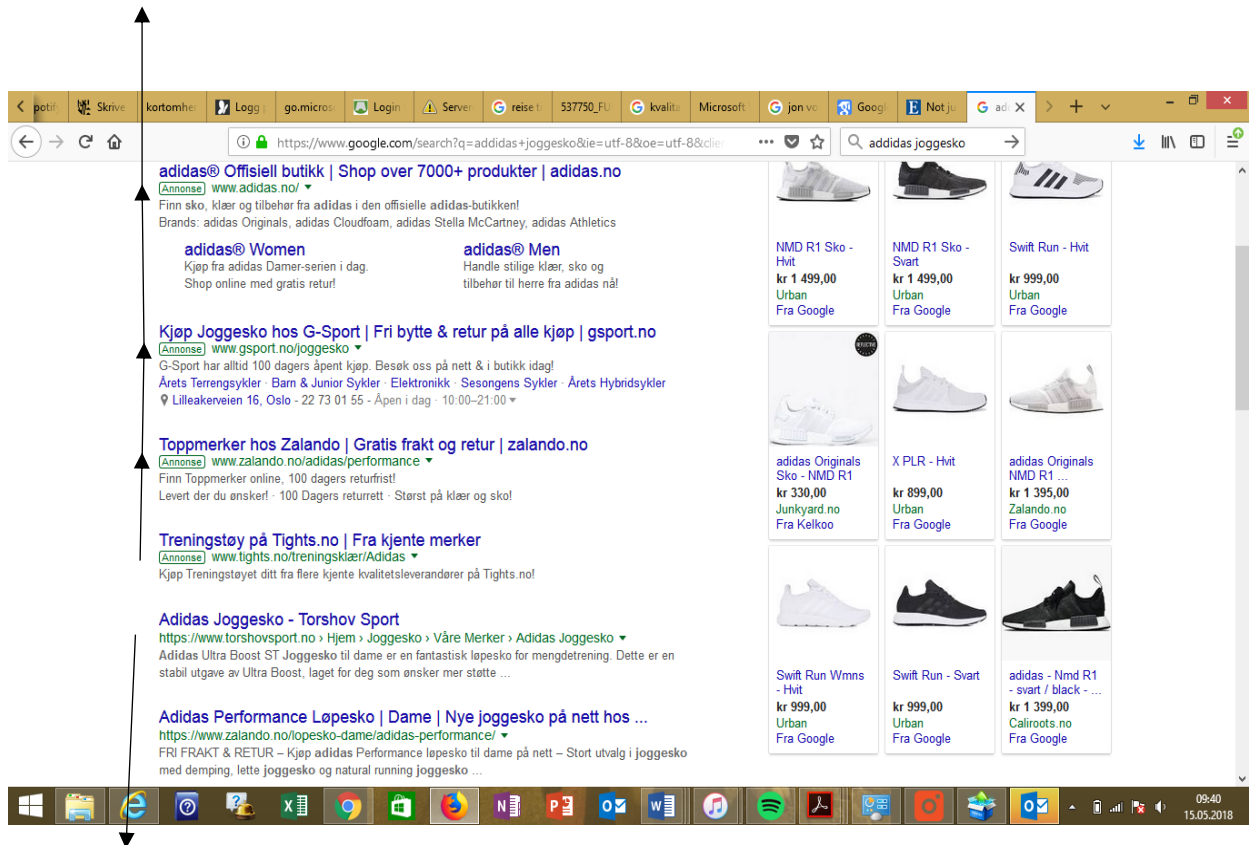 potify
Skrive
kortomhe
Logg
go.micros
Login
Server
reise t
537750_FU
kvalita
Microsoft
jon vo
Googl
Not ju
ad
https://www.google.com/search?q=addidas+joggesko&ie=utf-8&oe=utf-8&clien
addidas joggesko
adidas® Offisiell butikk | Shop over 7000+ produkter | adidas.no
Annonse www.adidas.no/
Finn sko, klær og tilbehør fra adidas i den offisielle adidas-butikken!
Brands: adidas Originals, adidas Cloudfoam, adidas Stella McCartney, adidas Athletics
adidas® Women
Kjøp fra adidas Damer-serien i dag.
Shop online med gratis retur!
adidas® Men
Handle stilige klær, sko og
tilbehør til herre fra adidas nå!
Kjøp Joggesko hos G-Sport | Fri bytte & retur på alle kjøp | gsport.no
Annonse www.gsport.no/joggesko
G-Sport har alltid 100 dagers åpent kjøp. Besøk oss på nett & i butikk idag!
Årets Terrengsykler · Barn & Junior Sykler · Elektronikk · Sesongens Sykler · Årets Hybridsykler
Lilleakerveien 16, Oslo - 22 73 01 55 - Åpen i dag · 10:00–21:00
Toppmerker hos Zalando | Gratis frakt og retur | zalando.no
Annonse www.zalando.no/adidas/performance
Finn Toppmerker online, 100 dagers returfrist!
Levert der du ønsker! · 100 Dagers returrett · Størst på klær og sko!
Treningstøy på Tights.no | Fra kjente merker
Annonse www.tights.no/treningsklær/Adidas
Kjøp Treningstøyet ditt fra flere kjente kvalitetsleverandører på Tights.no!
Adidas Joggesko - Torshov Sport
https://www.torshovsport.no › Hjem › Joggesko › Våre Merker › Adidas Joggesko
Adidas Ultra Boost ST Joggesko til dame er en fantastisk løpesko for mengdetrening. Dette er en
stabil utgave av Ultra Boost, laget for deg som ønsker mer støtte ...
Adidas Performance Løpesko | Dame | Nye joggesko på nett hos ...
https://www.zalando.no/lopesko-dame/adidas-performance/
FRI FRAKT & RETUR – Kjøp adidas Performance løpesko til dame på nett – Stort utvalg i joggesko
med demping, lette joggesko og natural running joggesko ...
NMD R1 Sko -
Hvit
kr 1 499,00
Urban
Fra Google
NMD R1 Sko -
Svart
kr 1 499,00
Urban
Fra Google
Swift Run - Hvit
kr 999,00
Urban
Fra Google
REFLECTIVE
adidas Originals
Sko - NMD R1
kr 330,00
Junkyard.no
Fra Kelkoo
X PLR - Hvit
kr 899,00
Urban
Fra Google
adidas Originals
NMD R1 ...
kr 1 395,00
Zalando.no
Fra Google
Swift Run Wmns
- Hvit
kr 999,00
Urban
Fra Google
Swift Run - Svart
kr 999,00
Urban
Fra Google
adidas - Nmd R1
- svart / black - ...
kr 1 399,00
Caliroots.no
Fra Google
09:40
15.05.2018